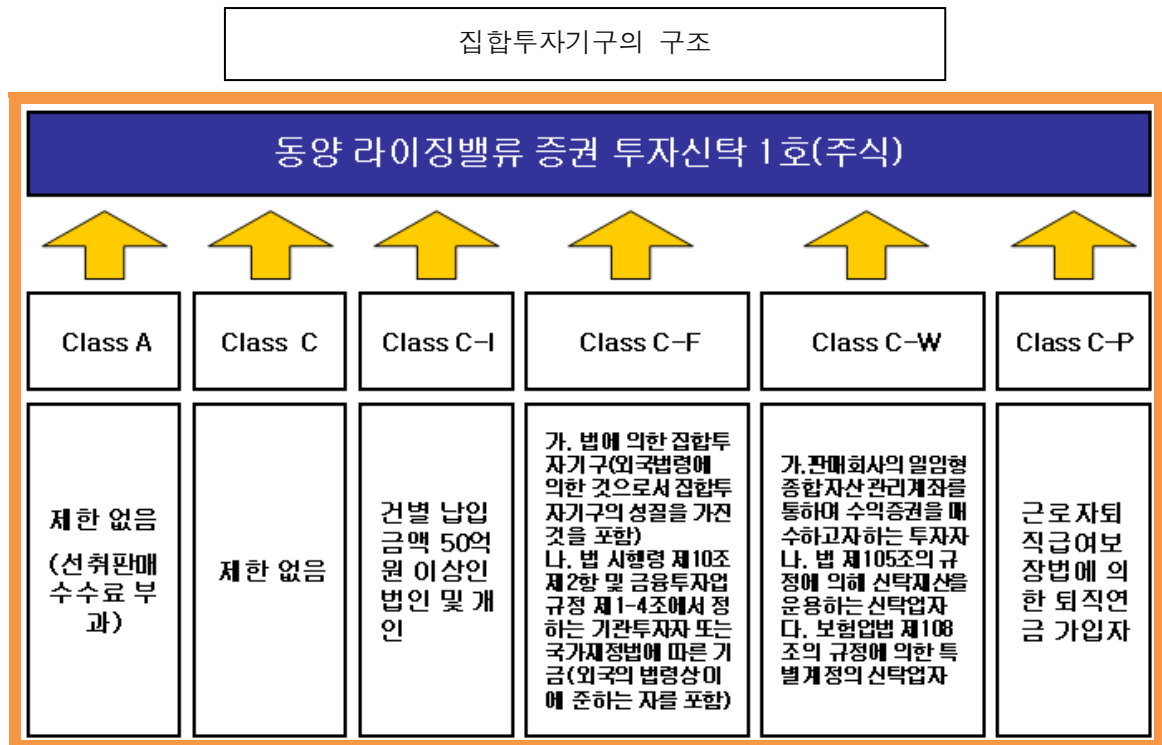 집합투자기구의 구조
동양 라이징밸류 증권 투자신탁 1호(주식)
Class A
Class C
Class C-I
Class C-F
Class C-W
Class C-P
제한 없음
(선취판매
수수료 부
과)
제한 없음
건별 납입
금액 50억
원 이상인
법인 및 개
인
가. 법에 의한 집합투
자기구(외국법령에
의한 것으로서 집합투
자기구의 성질을 가진
것을 포함)
나. 법 시행령 제10조
제2항 및 금융투자업
규정 제1-4조에서 정
하는 기관투자자 또는
국가재정법에 따른 기
금(외국의 법령상 이
에 준하는 자를 포함)
가.판매회사의 일임형
종합자산관리계좌를
통하여 수익증권을 매
수하고자하는 투자자
나. 법 제105조의 규
정에 의해 신탁재산을
운용하는 신탁업자
다. 보험업법 제108
조의 규정에 의한 특
별계정의 신탁업자
근로자퇴
직급여보
장법에 의
한 퇴직연
금 가입자